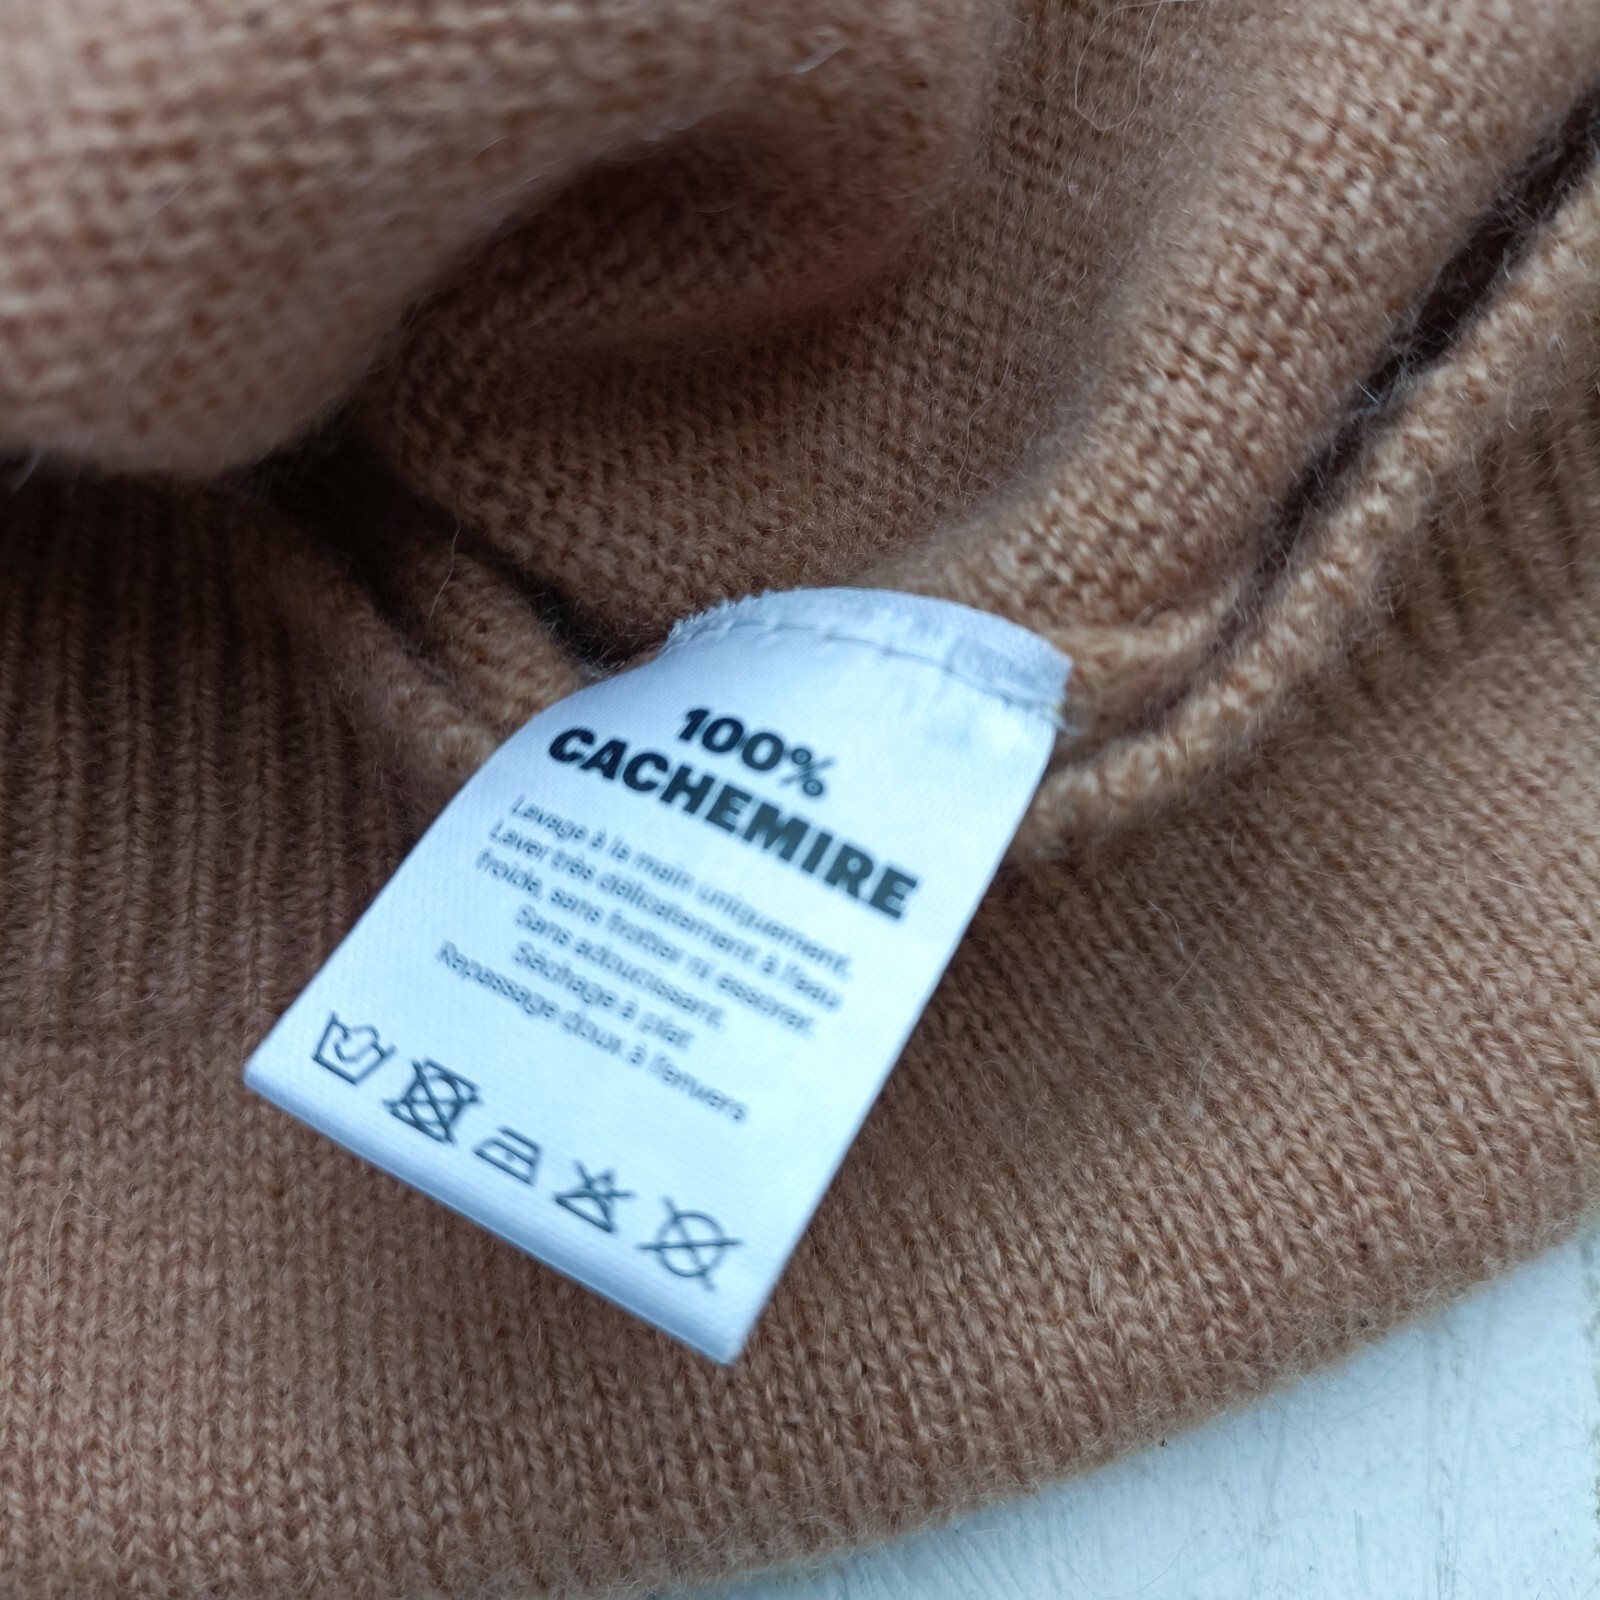 100%
CACHEMIRE
Lavage à la main uniquement.
Laver très délicatement à l'eau
froide, sans frotter ni essorer.
Sans adoucissant.
Séchage à plat
Repassage doux à l'envers